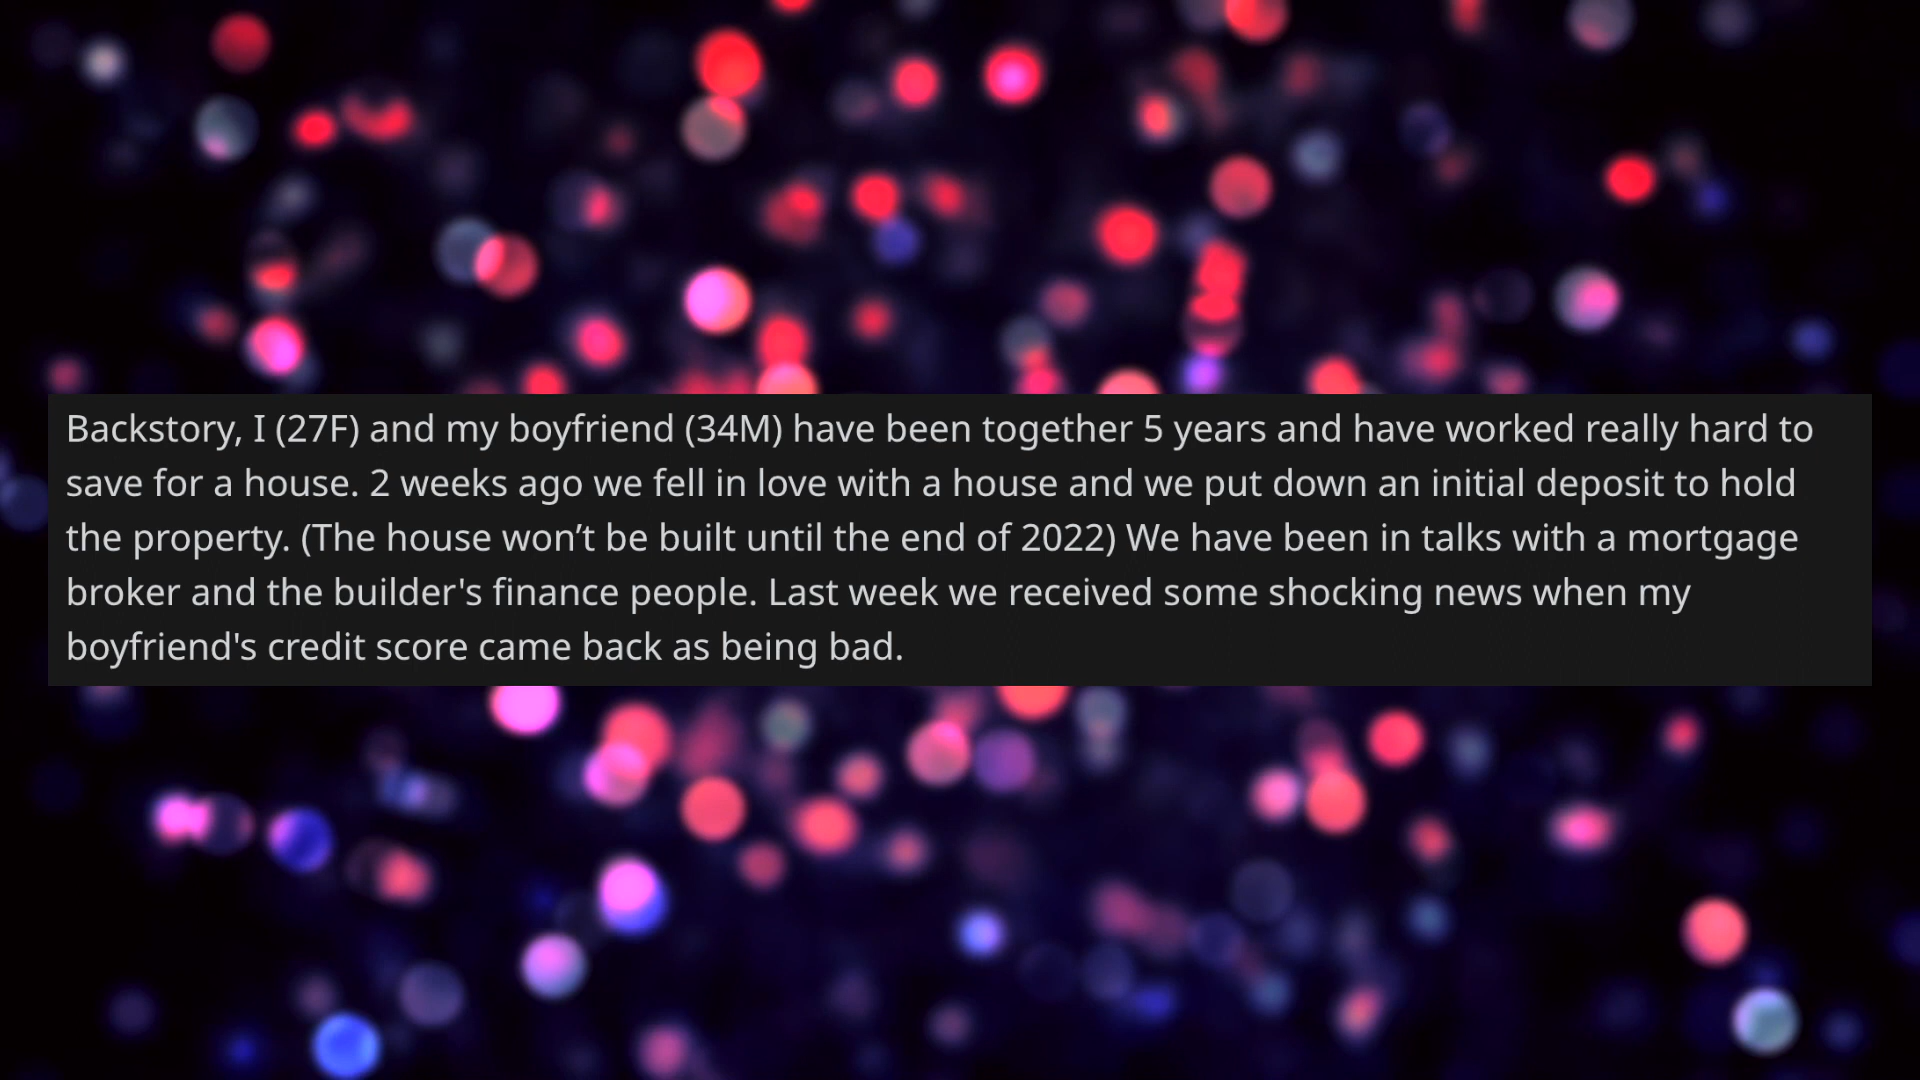 Backstory, I (27F) and my boyfriend (34M) have been together 5 years and have worked really hard to
save for a house. 2 weeks ago we fell in love with a house and we put down an initial deposit to hold
the property. (The house won’t be built until the end of 2022) We have been in talks with a mortgage
broker and the builder's finance people. Last week we received some shocking news when my
boyfriend's credit score came back as being bad.